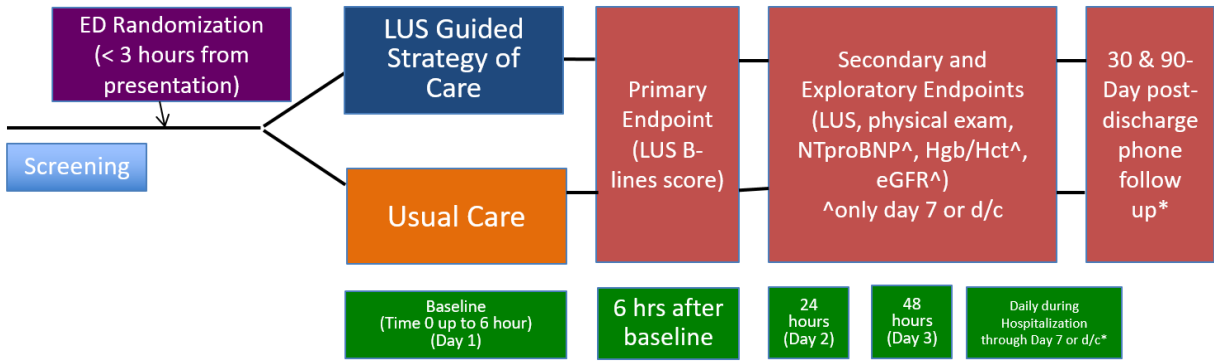 ED Randomization
(< 3 hours from
presentation)
Screening
LUS Guided
Strategy of
Care
Usual Care
Primary
Endpoint
(LUS B-
lines score)
Secondary and
Exploratory Endpoints
(LUS, physical exam,
NTproBNP^, Hgb/Hct^,
eGFR^)
^only day 7 or d/c
30 & 90-
Day post-
discharge
phone
follow
up*
Baseline
(Time 0 up to 6 hour)
(Day 1)
6 hrs after
baseline
24
hours
(Day 2)
48
hours
(Day 3)
Daily during
Hospitalization
through Day 7 or d/c*